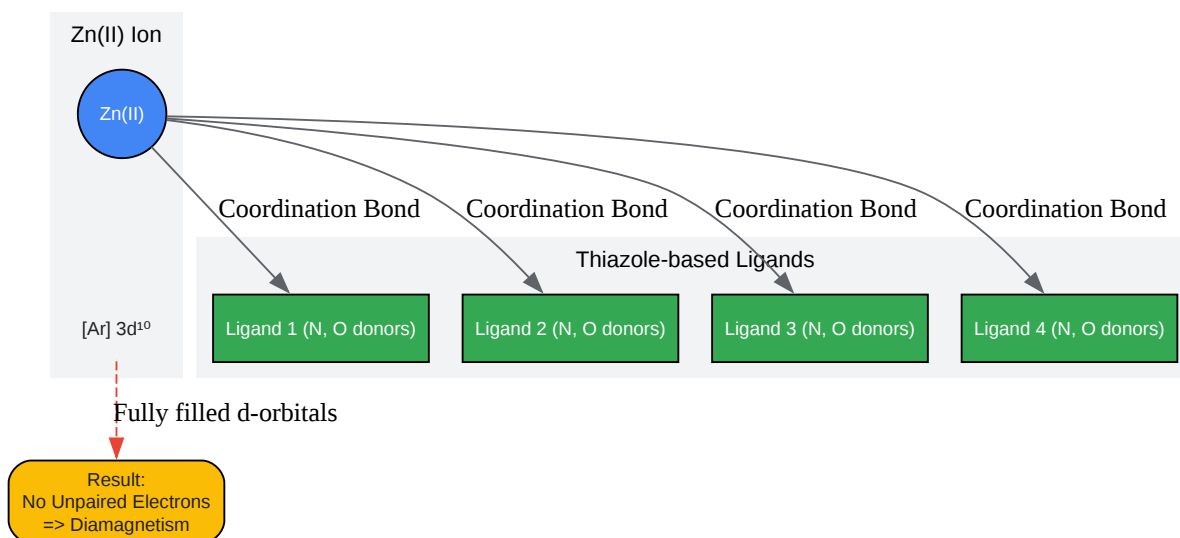 Zn(II) Ion
Zn(II)
Coordination Bond
Coordination Bond
Coordination Bond
Coordination Bond
Thiazole-based Ligands
Ligand 1 (N, O donors)
Ligand 2 (N, O donors)
Ligand 3 (N, O donors)
Ligand 4 (N, O donors)
[Ar] 3d¹⁰
Fully filled d-orbitals
Result:
No Unpaired Electrons
=> Diamagnetism